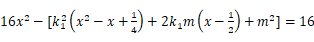 16x² − [k₁²(x² − x + 1/4) + 2k₁m(x − 1/2) + m²] = 16